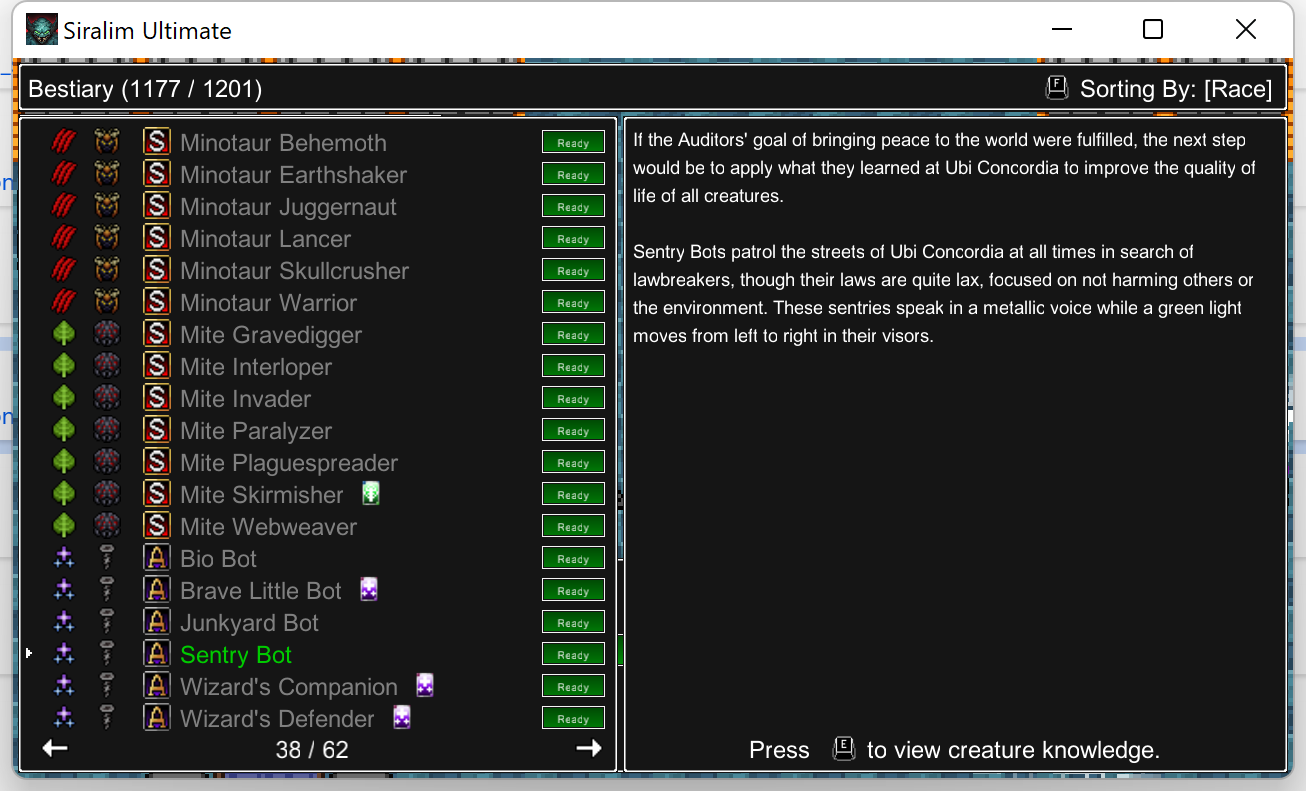 Siralim Ultimate
Bestiary (1177 / 1201)
F Sorting By: [Race]
S Minotaur Behemoth Ready
S Minotaur Earthshaker Ready
S Minotaur Juggernaut Ready
S Minotaur Lancer Ready
S Minotaur Skullcrusher Ready
S Minotaur Warrior Ready
S Mite Gravedigger Ready
S Mite Interloper Ready
S Mite Invader Ready
S Mite Paralyzer Ready
S Mite Plaguespreader Ready
S Mite Skirmisher Ready
S Mite Webweaver Ready
A Bio Bot Ready
A Brave Little Bot Ready
A Junkyard Bot Ready
A Sentry Bot Ready
A Wizard's Companion Ready
A Wizard's Defender Ready
38 / 62
If the Auditors' goal of bringing peace to the world were fulfilled, the next step
would be to apply what they learned at Ubi Concordia to improve the quality of
life of all creatures.
Sentry Bots patrol the streets of Ubi Concordia at all times in search of
lawbreakers, though their laws are quite lax, focused on not harming others or
the environment. These sentries speak in a metallic voice while a green light
moves from left to right in their visors.
Press E to view creature knowledge.